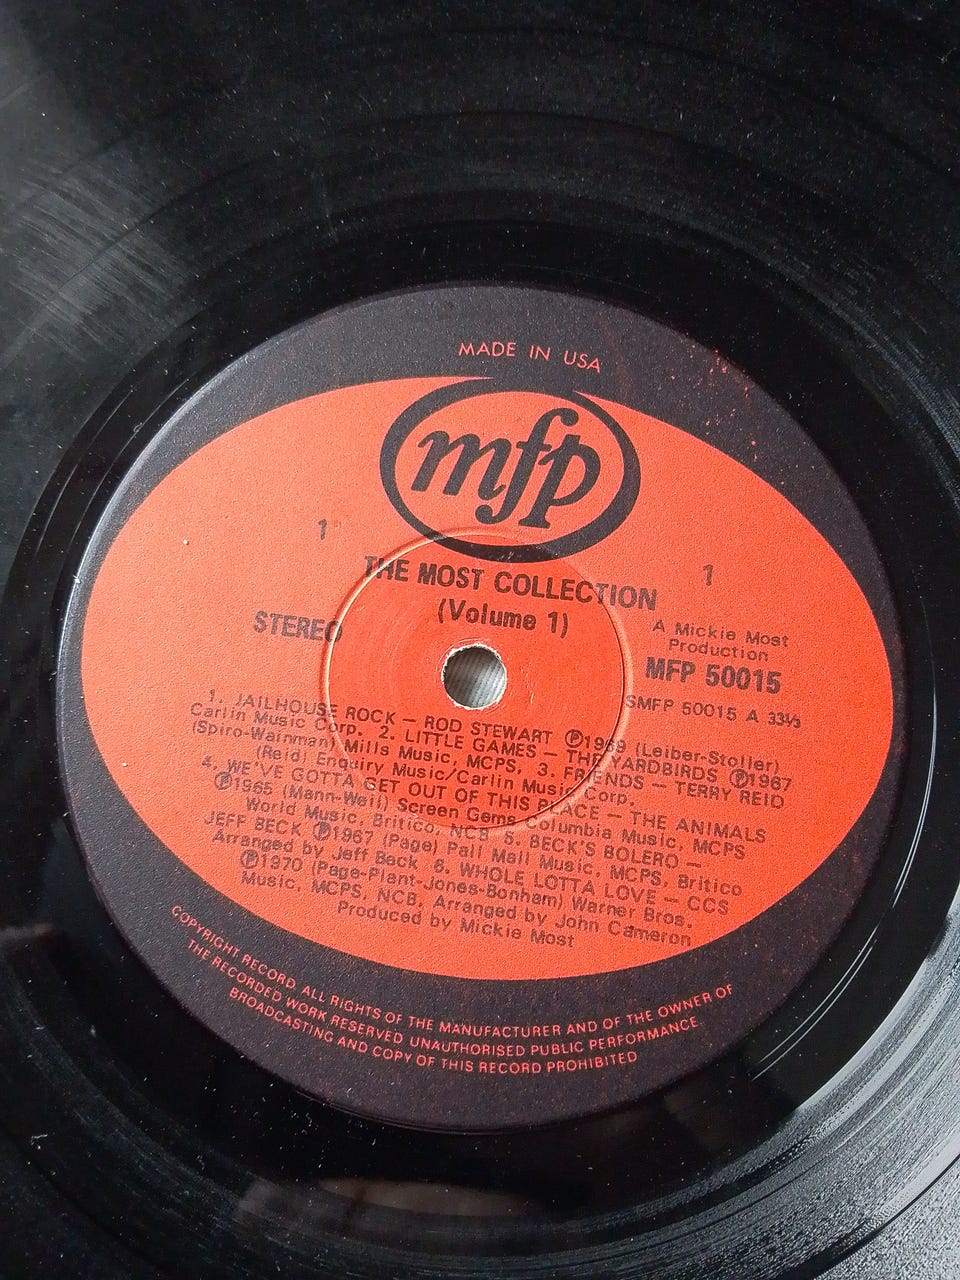 MADE IN USA
mfp
1
THE MOST COLLECTION
1
(Volume 1)
STEREO
A Mickie Most
Production
MFP 50015
SMFP 50015 A 33⅓
1. JAILHOUSE ROCK – ROD STEWART Ⓟ1969 (Leiber-Stoller)
Carlin Music Corp. 2. LITTLE GAMES – THE YARDBIRDS Ⓟ1967
(Spiro-Wainman) Mills Music, MCPS, 3. FRIENDS – TERRY REID
(Reid) Enquiry Music/Carlin Music Corp.
4. WE'VE GOTTA GET OUT OF THIS PLACE – THE ANIMALS
Ⓟ1965 (Mann-Weil) Screen Gems Columbia Music, MCPS
World Music, Britico, NCB 5. BECK'S BOLERO –
JEFF BECK Ⓟ1967 (Page) Pall Mall Music, MCPS, Britico
Arranged by Jeff Beck 6. WHOLE LOTTA LOVE – CCS
Ⓟ1970 (Page-Plant-Jones-Bonham) Warner Bros.
Music, MCPS, NCB, Arranged by John Cameron
Produced by Mickie Most
COPYRIGHT RECORD ALL RIGHTS OF THE MANUFACTURER AND OF THE OWNER OF
THE RECORDED WORK RESERVED UNAUTHORISED PUBLIC PERFORMANCE
BROADCASTING AND COPY OF THIS RECORD PROHIBITED